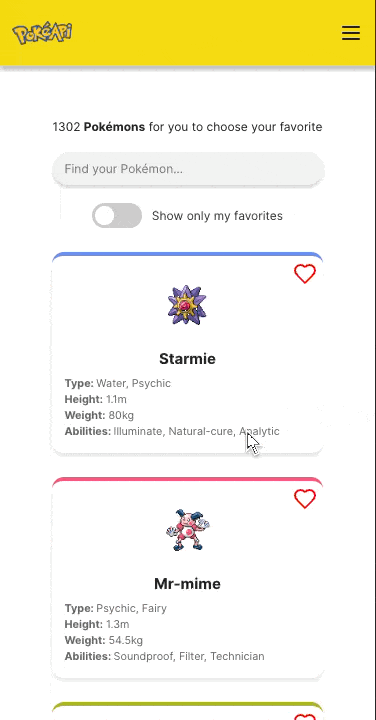 PokéApi
1302 Pokémons for you to choose your favorite
Find your Pokémon...
Show only my favorites
Starmie
Type: Water, Psychic
Height: 1.1m
Weight: 80kg
Abilities: Illuminate, Natural-cure, Analytic
Mr-mime
Type: Psychic, Fairy
Height: 1.3m
Weight: 54.5kg
Abilities: Soundproof, Filter, Technician